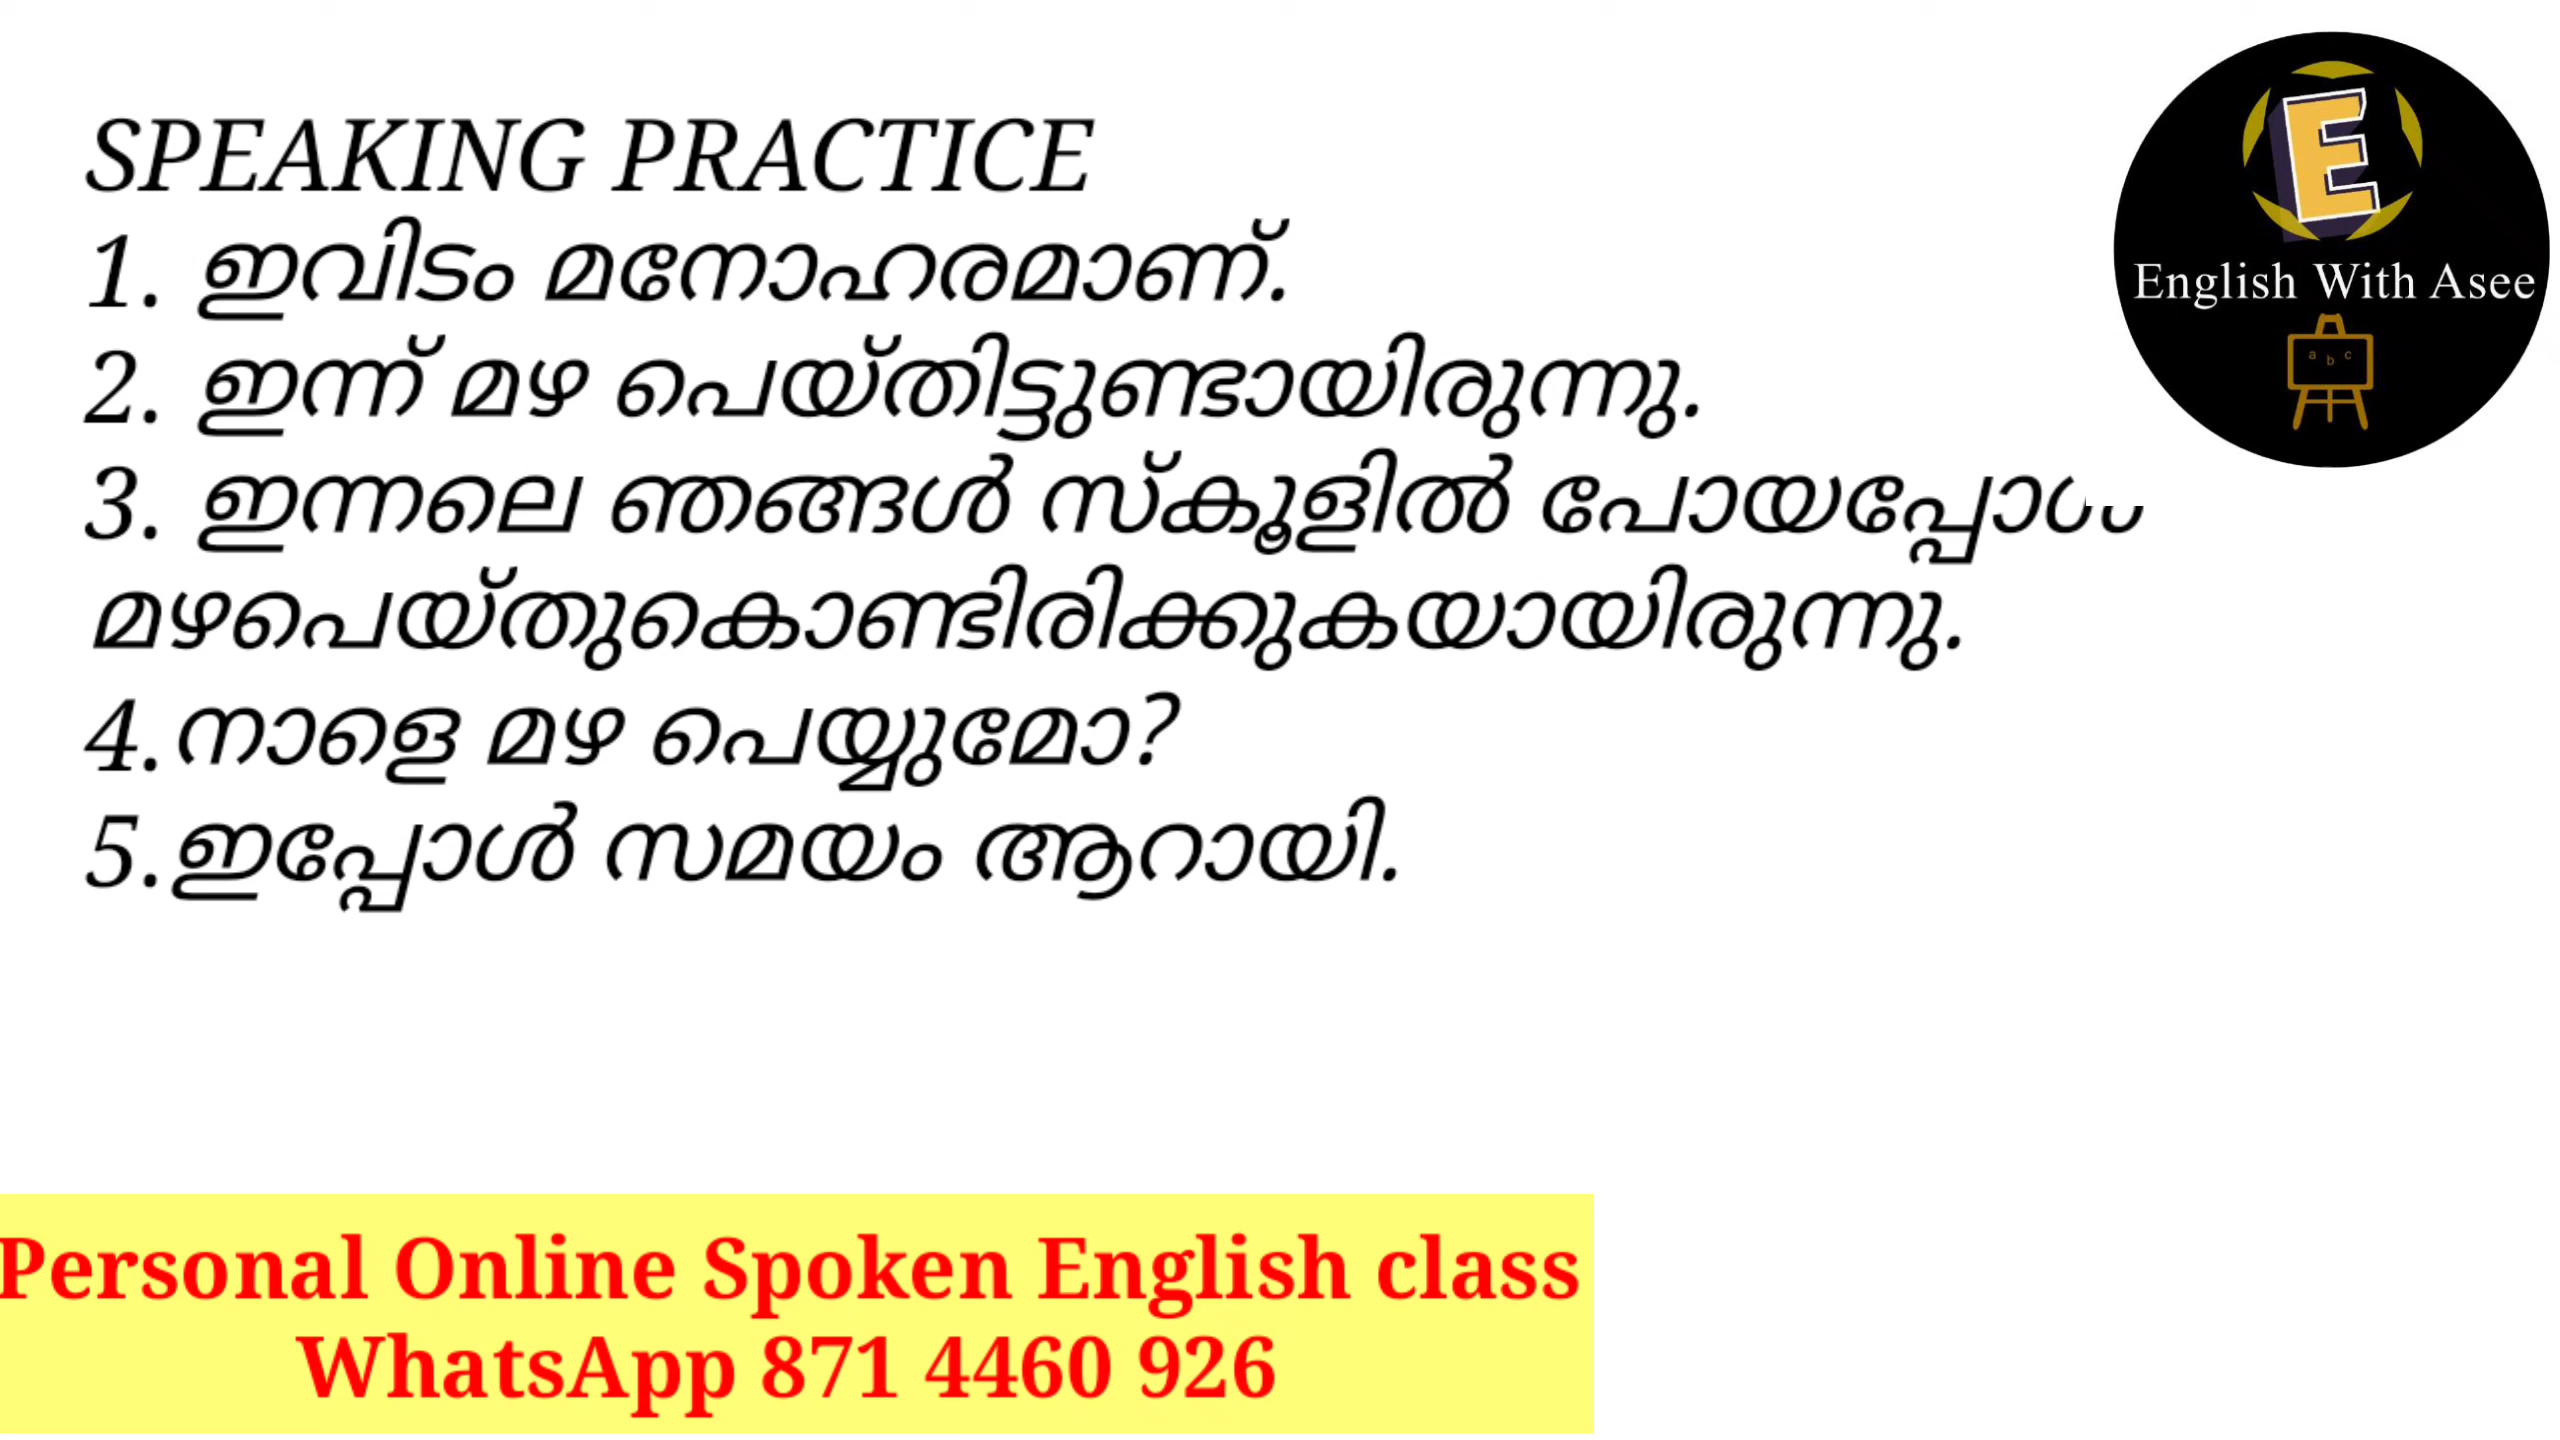 SPEAKING PRACTICE
1. ഇവിടം മനോഹരമാണ്.
2. ഇന്ന് മഴ പെയ്തിട്ടുണ്ടായിരുന്നു.
3. ഇന്നലെ ഞങ്ങൾ സ്കൂളിൽ പോയപ്പോൾ
മഴപെയ്തുകൊണ്ടിരിക്കുകയായിരുന്നു.
4.നാളെ മഴ പെയ്യുമോ?
5.ഇപ്പോൾ സമയം ആറായി.
E
English With Asee
a b c
Personal Online Spoken English class
WhatsApp 871 4460 926